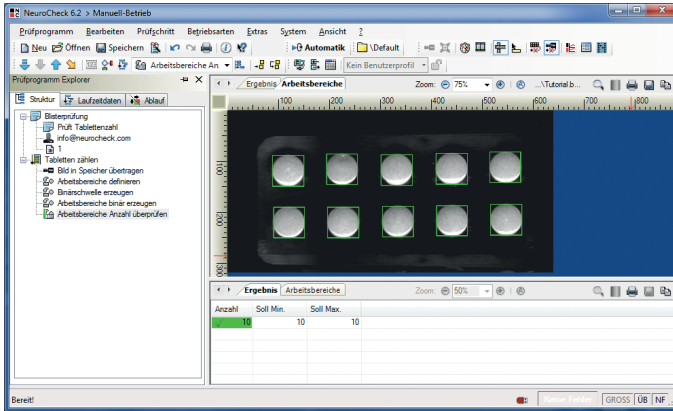 NeuroCheck 6.2 > Manuell-Betrieb
Prüfprogramm Bearbeiten Prüfschritt Betriebsarten Extras System Ansicht ?
Neu Öffnen Speichern Automatik \Default
Arbeitsbereiche An. Kein Benutzerprofil
Prüfprogramm Explorer
Struktur Laufzeitdaten Ablauf
Blisterprüfung
Prüft Tablettenzahl
info@neurocheck.com
1
Tabletten zählen
Bild in Speicher übertragen
Arbeitsbereiche definieren
Binärschwelle erzeugen
Arbeitsbereiche binär erzeugen
Arbeitsbereiche Anzahl überprüfen
Ergebnis Arbeitsbereiche Zoom: 75% ...\Tutorial.b...
100 200 300 400 500 600 700 800
100
200
300
Ergebnis Arbeitsbereiche Zoom: 50%
Anzahl Soll Min. Soll Max.
10 10 10
Bereit! Keine Fehler GROSS ÜB NF